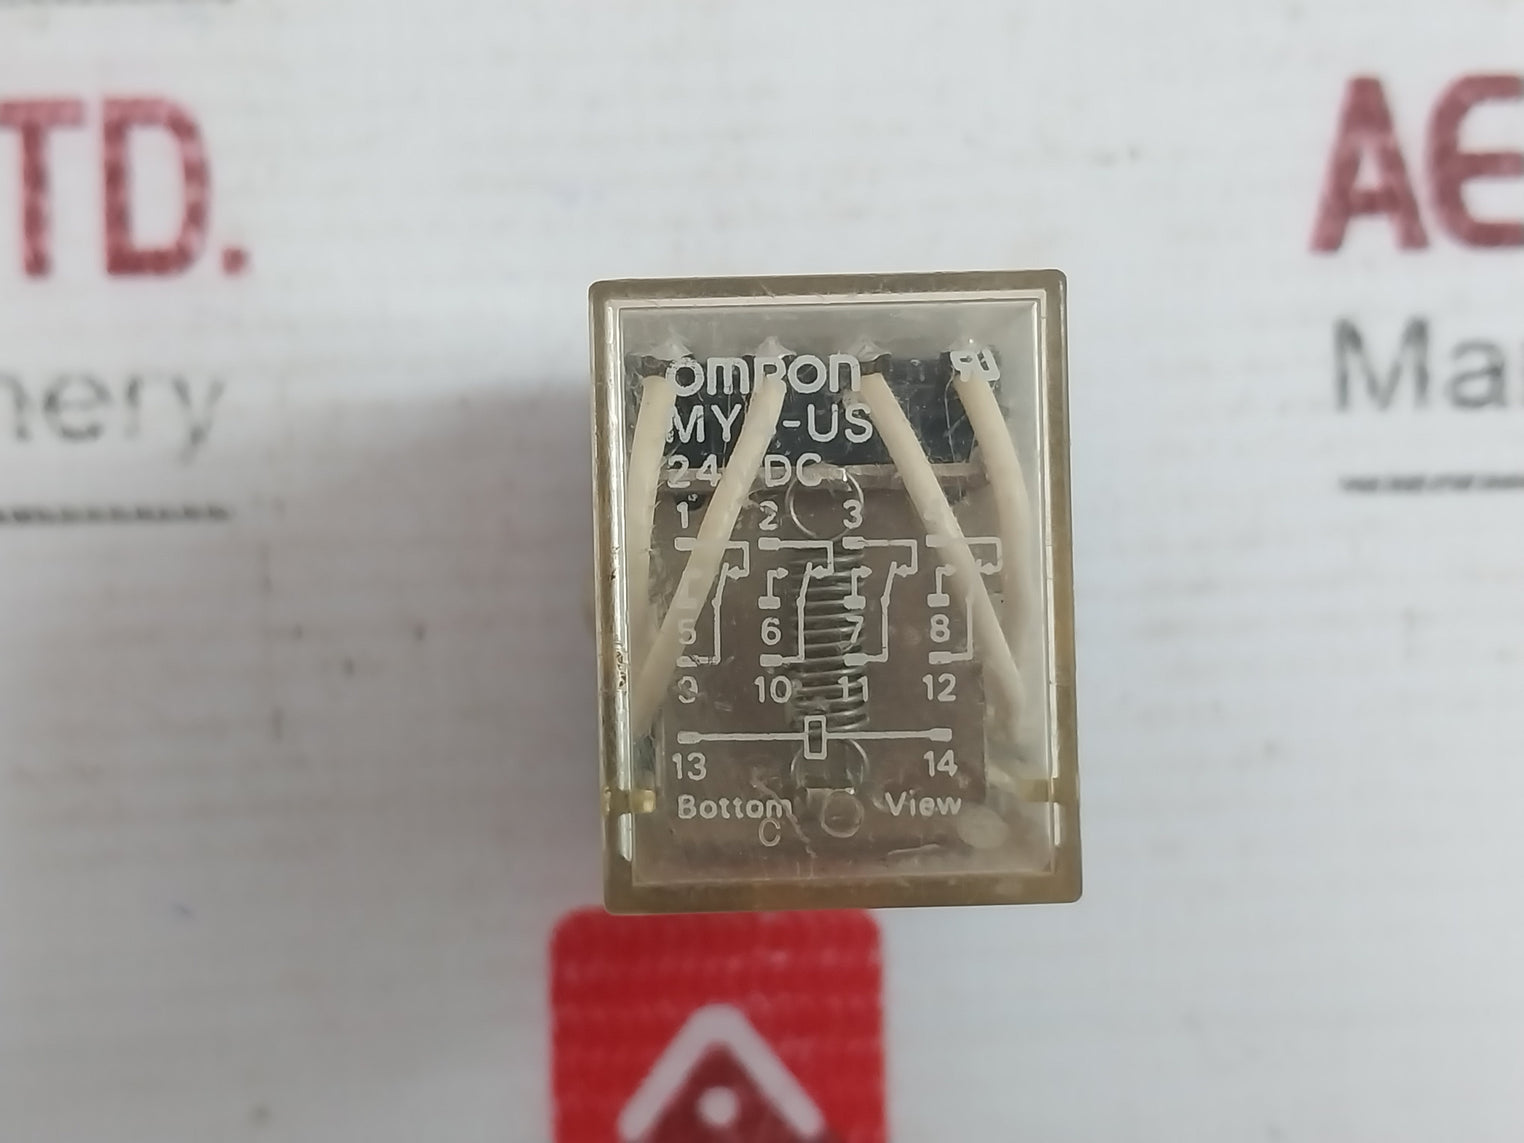 TD.
AE
nery
Ma
omron
MY -US
24 DC
1 2 3
5 6 7 8
9 10 11 12
13 14
Bottom View
C